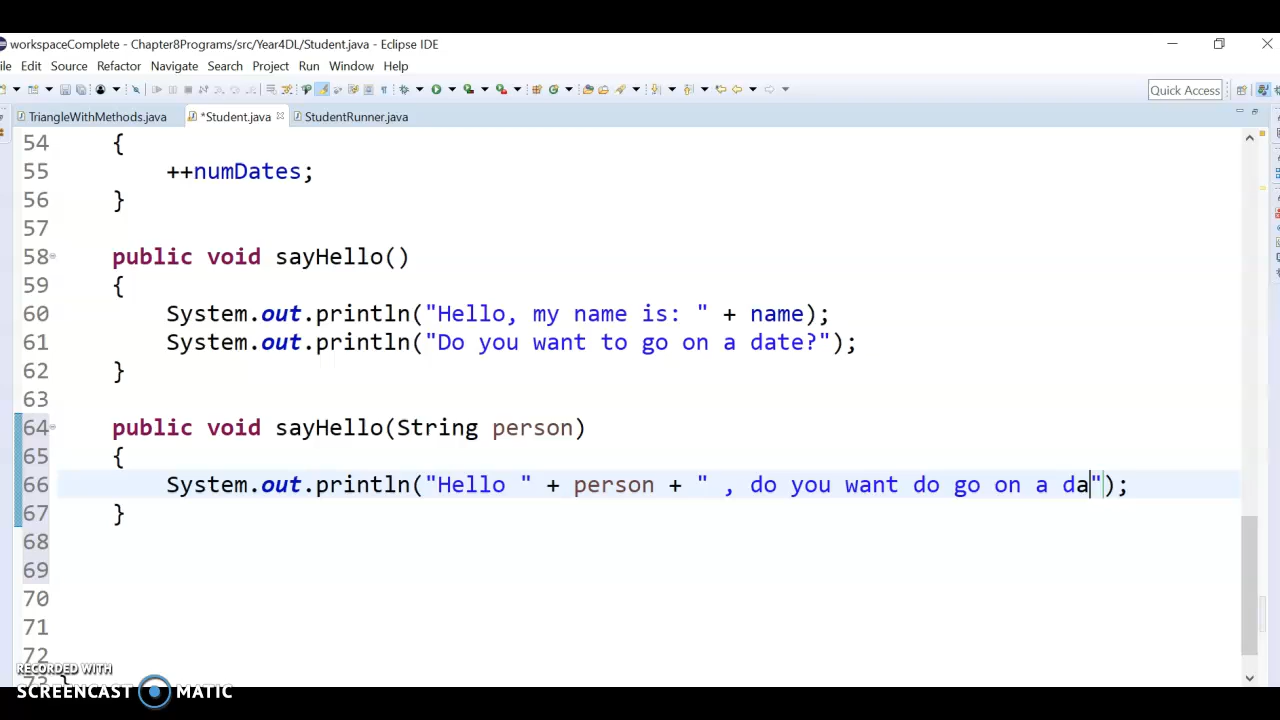 workspaceComplete - Chapter8Programs/src/Year4DL/Student.java - Eclipse IDE
ile Edit Source Refactor Navigate Search Project Run Window Help
Quick Access
TriangleWithMethods.java *Student.java StudentRunner.java
54 {
55 ++numDates;
56 }
57
58 public void sayHello()
59 {
60 System.out.println("Hello, my name is: " + name);
61 System.out.println("Do you want to go on a date?");
62 }
63
64 public void sayHello(String person)
65 {
66 System.out.println("Hello " + person + " , do you want do go on a da");
67 }
68
69
70
71
72
73 }
RECORDED WITH
SCREENCAST MATIC